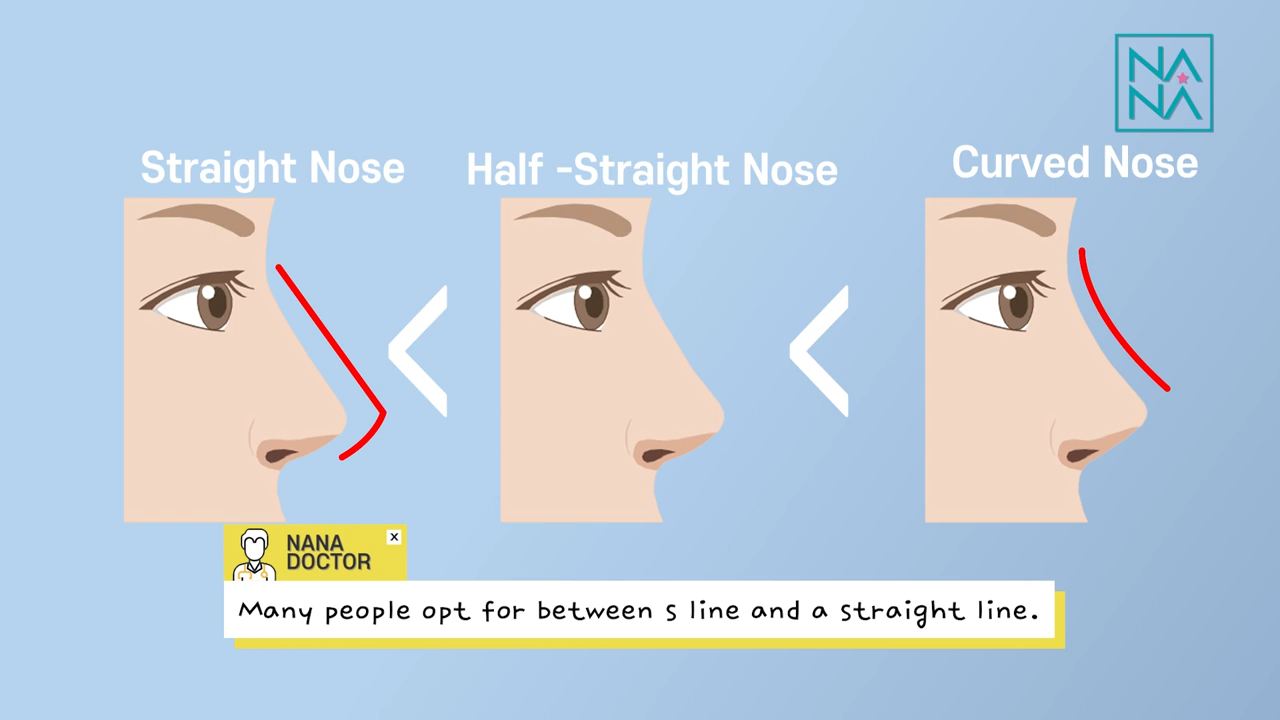 NA
NA
Straight Nose
Half -Straight Nose
Curved Nose
NANA
DOCTOR
x
Many people opt for between s line and a straight line.